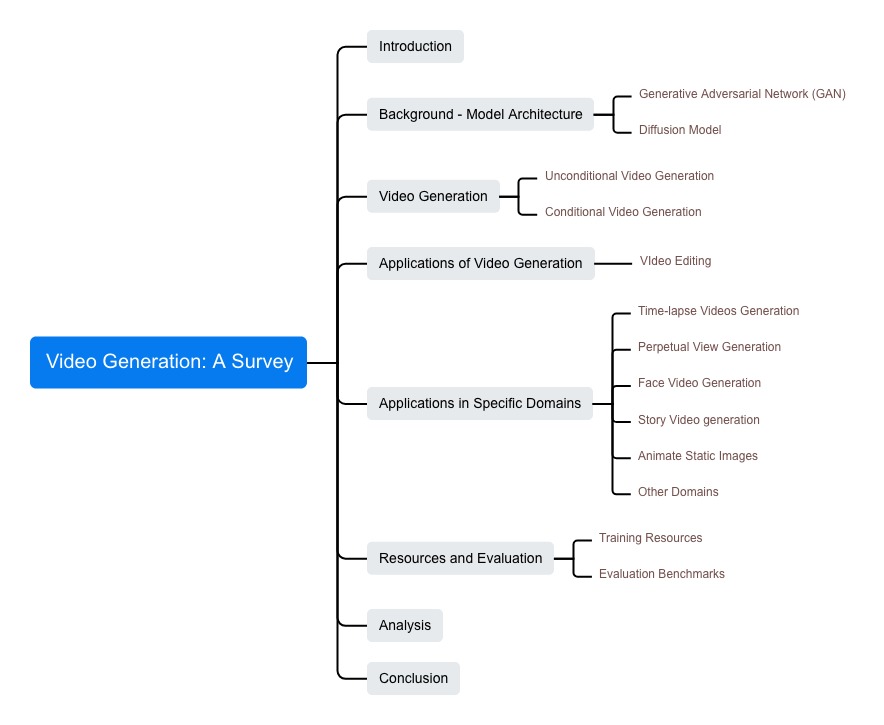 Introduction
Background - Model Architecture
Generative Adversarial Network (GAN)
Diffusion Model
Video Generation
Unconditional Video Generation
Conditional Video Generation
Applications of Video Generation
VIdeo Editing
Video Generation: A Survey
Applications in Specific Domains
Time-lapse Videos Generation
Perpetual View Generation
Face Video Generation
Story Video generation
Animate Static Images
Other Domains
Resources and Evaluation
Training Resources
Evaluation Benchmarks
Analysis
Conclusion